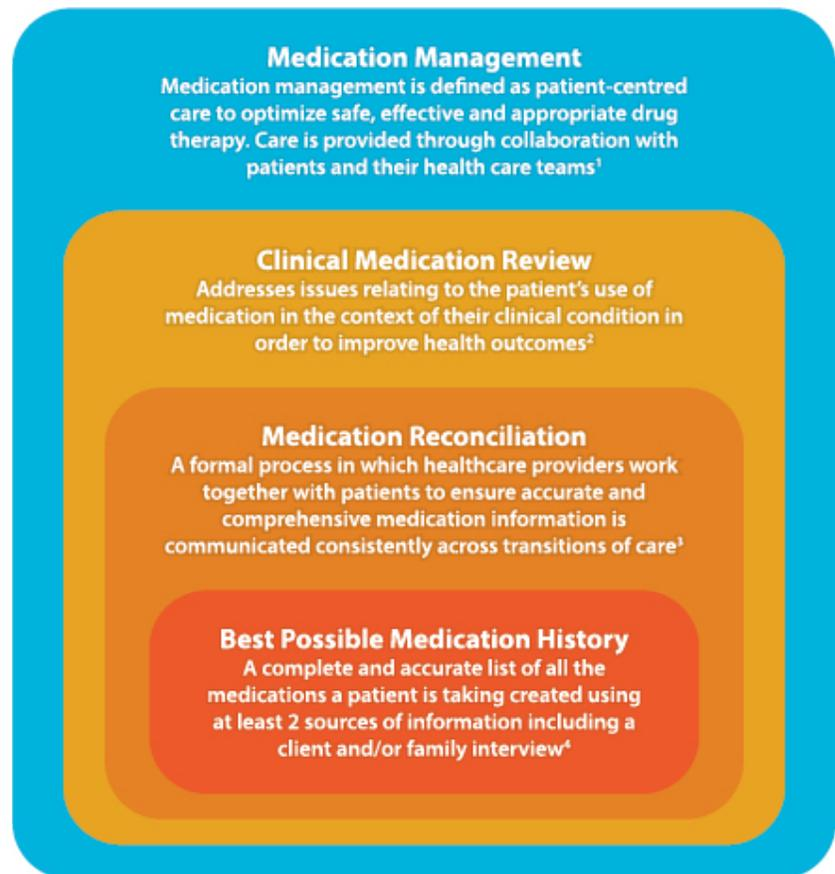 Medication Management
Medication management is defined as patient-centred
care to optimize safe, effective and appropriate drug
therapy. Care is provided through collaboration with
patients and their health care teams¹
Clinical Medication Review
Addresses issues relating to the patient’s use of
medication in the context of their clinical condition in
order to improve health outcomes²
Medication Reconciliation
A formal process in which healthcare providers work
together with patients to ensure accurate and
comprehensive medication information is
communicated consistently across transitions of care³
Best Possible Medication History
A complete and accurate list of all the
medications a patient is taking created using
at least 2 sources of information including a
client and/or family interview⁴